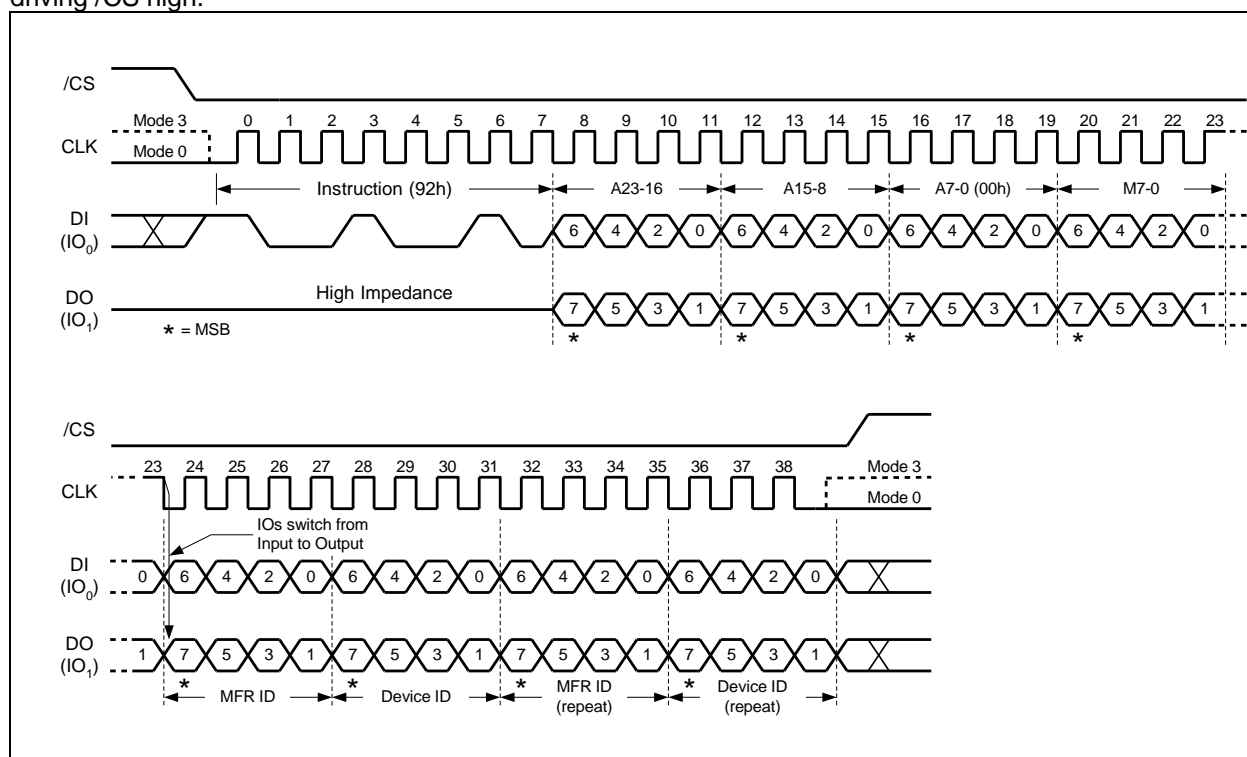 driving /CS high.
/CS
Mode 3 0 1 2 3 4 5 6 7 8 9 10 11 12 13 14 15 16 17 18 19 20 21 22 23
CLK Mode 0
Instruction (92h) A23-16 A15-8 A7-0 (00h) M7-0
DI
(IO0) 6 4 2 0 6 4 2 0 6 4 2 0 6 4 2 0
High Impedance
DO
(IO1) 7 5 3 1 7 5 3 1 7 5 3 1 7 5 3 1
* = MSB * * * *
/CS
23 24 25 26 27 28 29 30 31 32 33 34 35 36 37 38 Mode 3
CLK Mode 0
IOs switch from
Input to Output
DI
(IO0) 0 6 4 2 0 6 4 2 0 6 4 2 0 6 4 2 0
DO
(IO1) 1 7 5 3 1 7 5 3 1 7 5 3 1 7 5 3 1
* * * *
MFR ID Device ID MFR ID
(repeat) Device ID
(repeat)